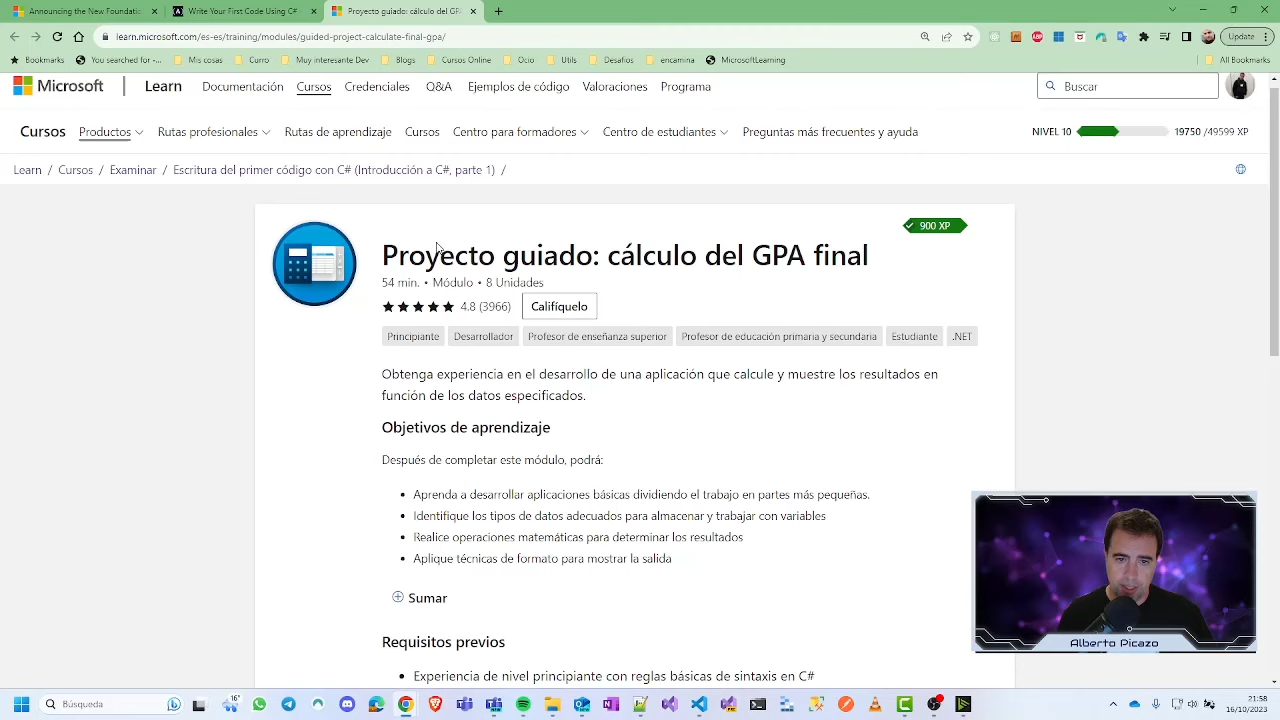 Announcing the New Foundatio
Write Your First Code Using C#
Proyecto guiado: cálculo del GPA
learn.microsoft.com/es-es/training/modules/guided-project-calculate-final-gpa/
Update
Bookmarks
You searched for -...
Mis cosas
Curro
Muy interesante Dev
Blogs
Cursos Online
Ocio
Utils
Desafios
encamina
MicrosoftLearning
All Bookmarks
Microsoft
Learn
Documentación
Cursos
Credenciales
Q&A
Ejemplos de código
Valoraciones
Programa
Buscar
Cursos
Productos
Rutas profesionales
Rutas de aprendizaje
Cursos
Centro para formadores
Centro de estudiantes
Preguntas más frecuentes y ayuda
NIVEL 10
19750 /49599 XP
Learn / Cursos / Examinar / Escritura del primer código con C# (Introducción a C#, parte 1) /
900 XP
Proyecto guiado: cálculo del GPA final
54 min. • Módulo • 8 Unidades
4.8 (3966)
Califíquelo
Principiante
Desarrollador
Profesor de enseñanza superior
Profesor de educación primaria y secundaria
Estudiante
.NET
Obtenga experiencia en el desarrollo de una aplicación que calcule y muestre los resultados en
función de los datos especificados.
Objetivos de aprendizaje
Después de completar este módulo, podrá:
• Aprenda a desarrollar aplicaciones básicas dividiendo el trabajo en partes más pequeñas.
• Identifique los tipos de datos adecuados para almacenar y trabajar con variables
• Realice operaciones matemáticas para determinar los resultados
• Aplique técnicas de formato para mostrar la salida
Sumar
Requisitos previos
• Experiencia de nivel principiante con reglas básicas de sintaxis en C#
Alberto Picazo
Búsqueda
16°
21:58
16/10/2023